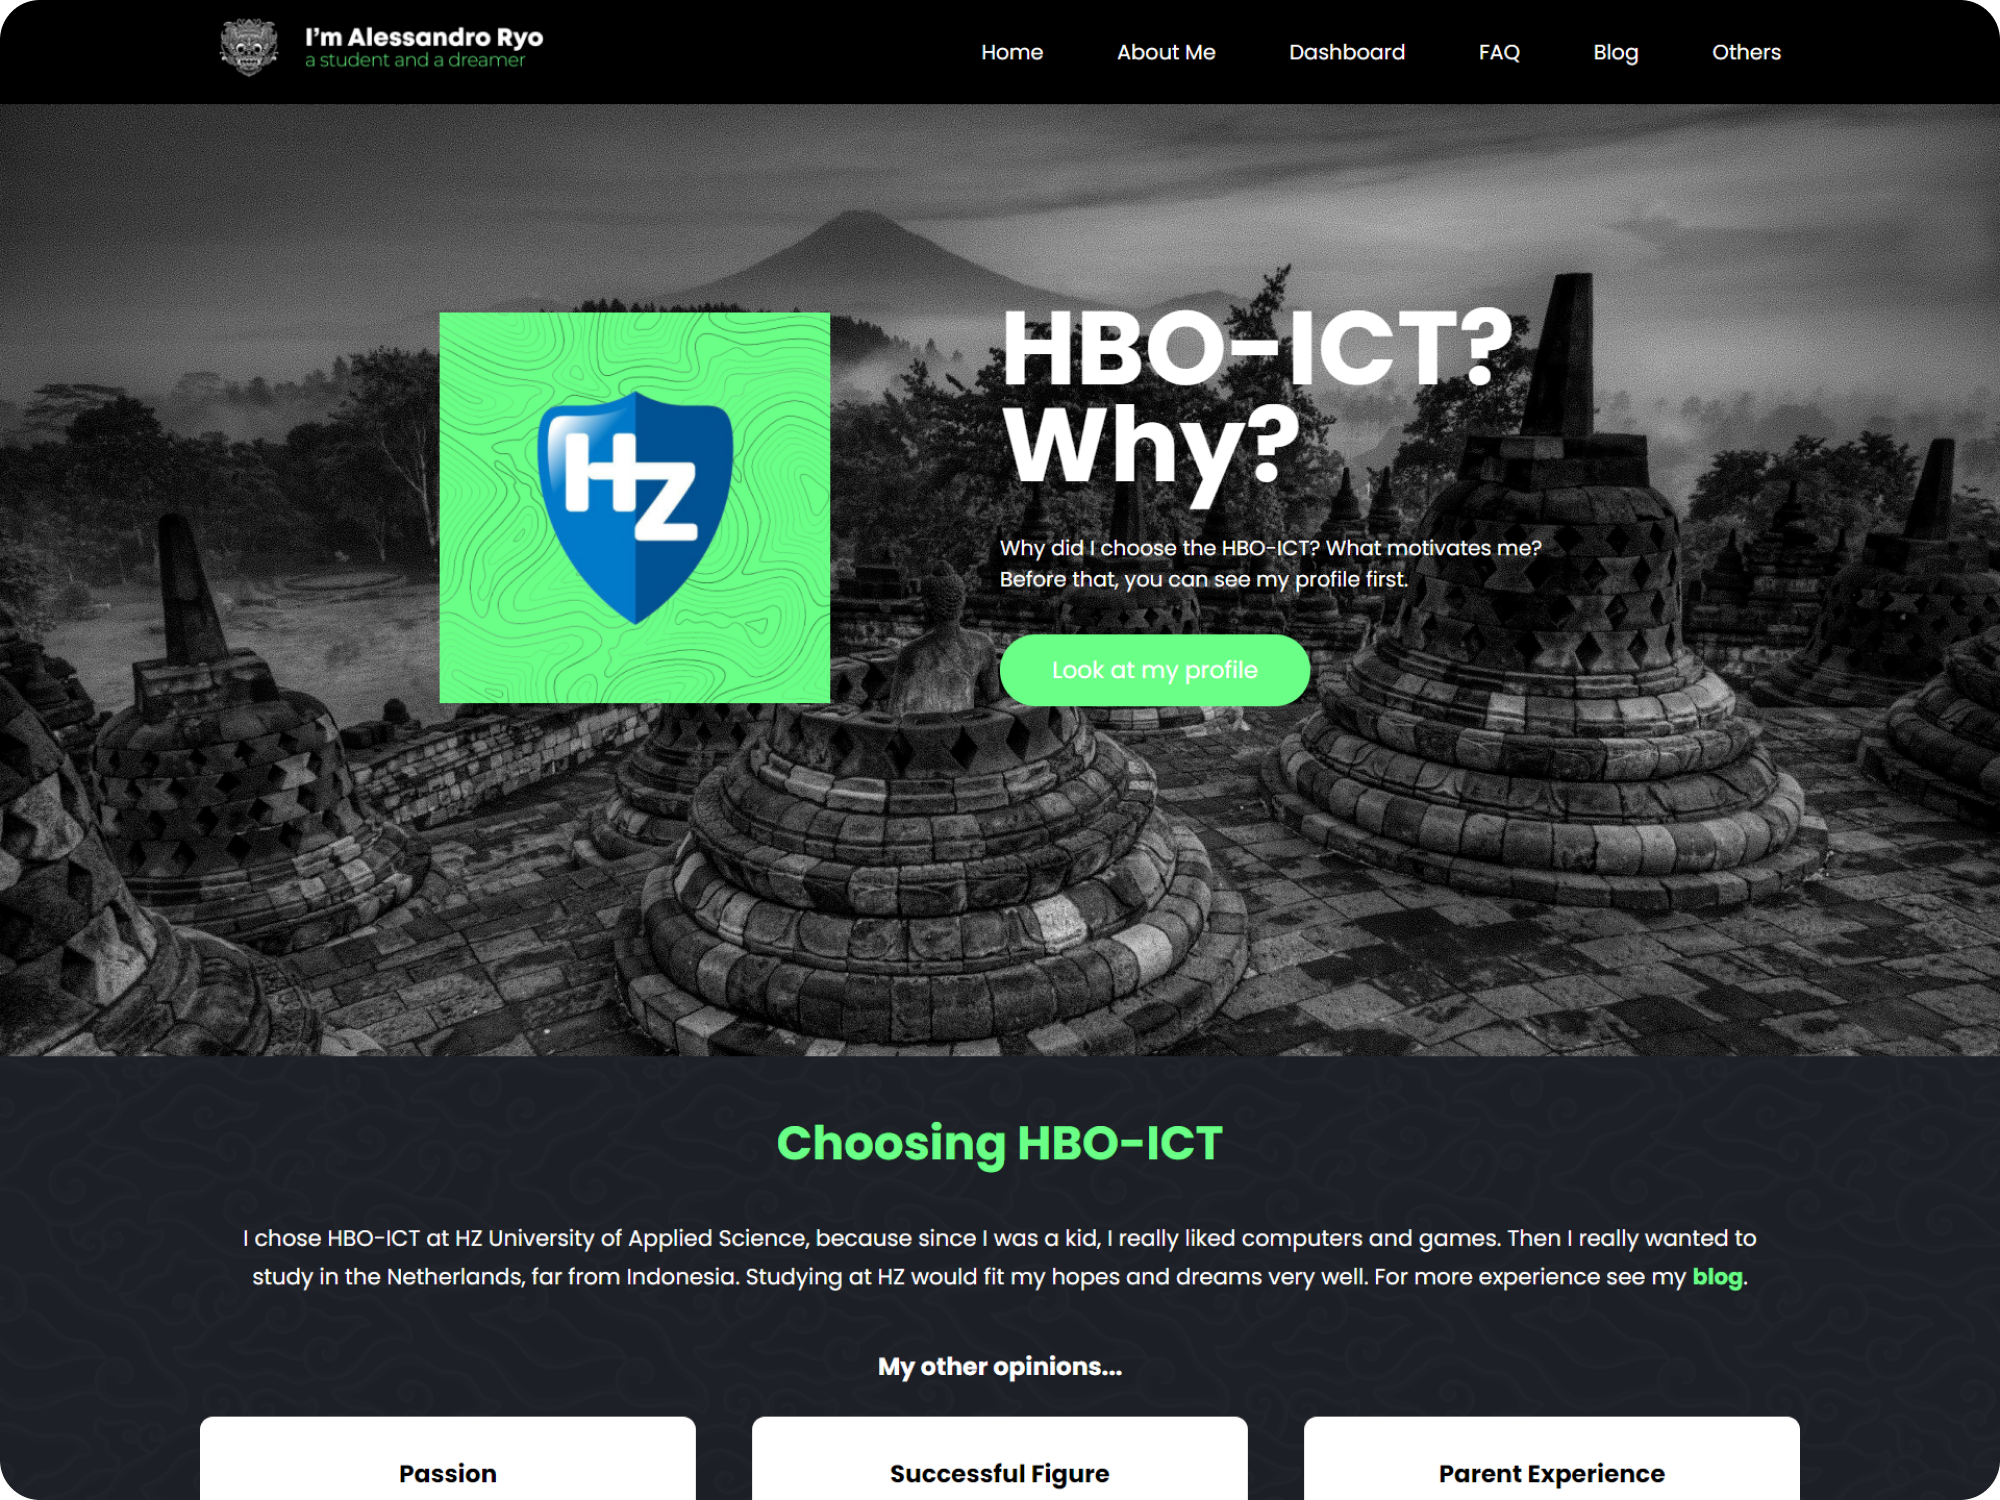 I'm Alessandro Ryo
a student and a dreamer
Home About Me Dashboard FAQ Blog Others
HZ
HBO-ICT?
Why?
Why did I choose the HBO-ICT? What motivates me?
Before that, you can see my profile first.
Look at my profile
Choosing HBO-ICT
I chose HBO-ICT at HZ University of Applied Science, because since I was a kid, I really liked computers and games. Then I really wanted to
study in the Netherlands, far from Indonesia. Studying at HZ would fit my hopes and dreams very well. For more experience see my blog.
My other opinions...
Passion
Successful Figure
Parent Experience